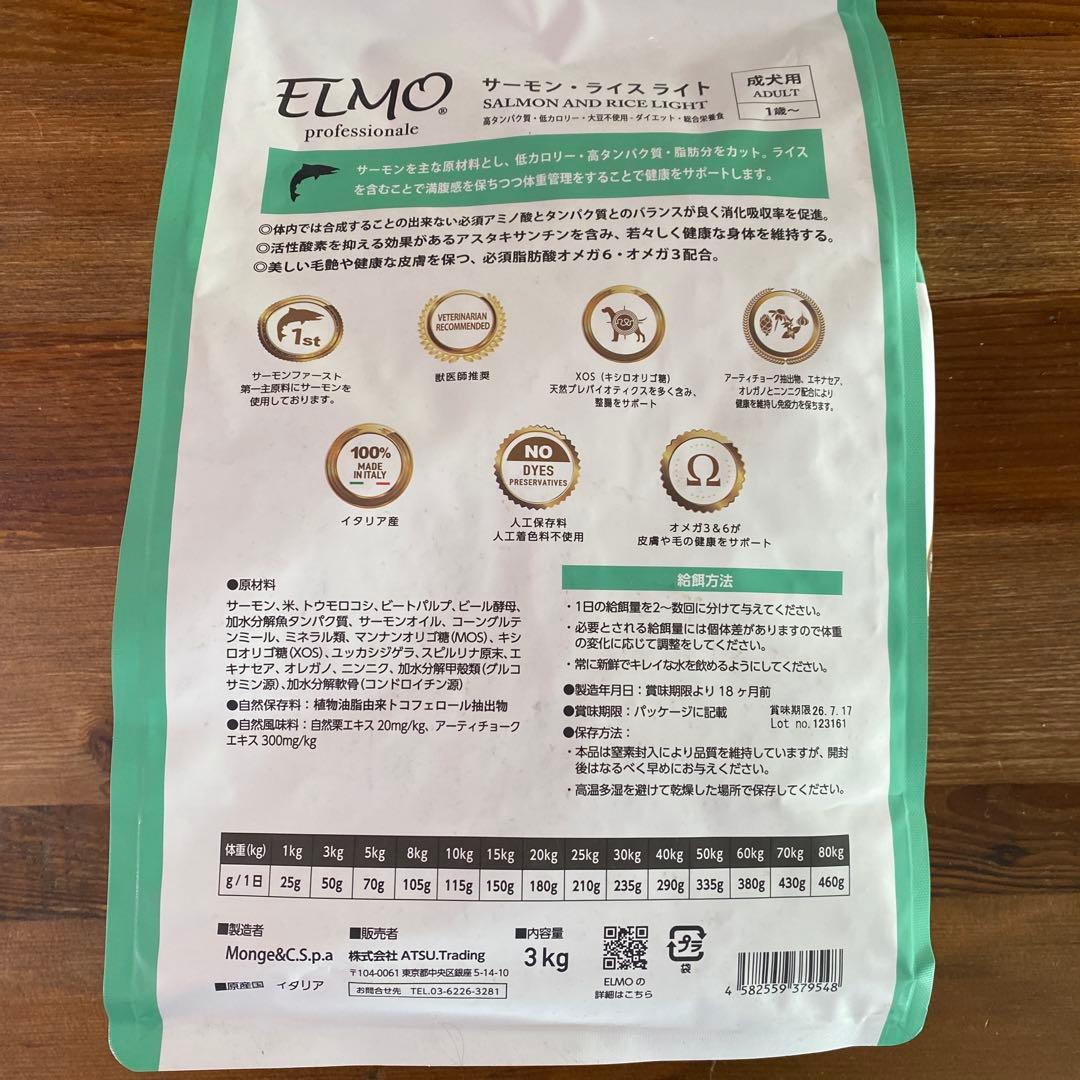 ELMO®
professionale
サーモン・ライス ライト
SALMON AND RICE LIGHT
高タンパク質・低カロリー・大豆不使用 - ダイエット・総合栄養食
成犬用
ADULT
1歳〜
サーモンを主な原材料とし、低カロリー・高タンパク質・脂肪分をカット。ライス
を含むことで満腹感を保ちつつ体重管理をすることで健康をサポートします。
◎体内では合成することの出来ない必須アミノ酸とタンパク質とのバランスが良く消化吸収率を促進。
◎活性酸素を抑える効果があるアスタキサンチンを含み、若々しく健康な身体を維持する。
◎美しい毛艶や健康な皮膚を保つ、必須脂肪酸オメガ6・オメガ3配合。
1st
サーモンファースト
第一主原料にサーモンを
使用しております。
VETERINARIAN
RECOMMENDED
獣医師推奨
XOS（キシロオリゴ糖）
天然プレバイオティクスを多く含み、
整腸をサポート
アーティチョーク抽出物、エキナセア、
オレガノとニンニク配合により
健康を維持し免疫力を保ちます。
100%
MADE
IN ITALY
イタリア産
NO
DYES
PRESERVATIVES
人工保存料
人工着色料不使用
Ω
オメガ3&6が
皮膚や毛の健康をサポート
●原材料
サーモン、米、トウモロコシ、ビートパルプ、ビール酵母、
加水分解魚タンパク質、サーモンオイル、コーングルテ
ンミール、ミネラル類、マンナンオリゴ糖(MOS)、キシ
ロオリゴ糖(XOS)、ユッカシジゲラ、スピルリナ原末、エ
キナセア、オレガノ、ニンニク、加水分解甲殻類(グルコ
サミン源)、加水分解軟骨(コンドロイチン源)
●自然保存料：植物油脂由来トコフェロール抽出物
●自然風味料：自然栗エキス 20mg/kg、アーティチョーク
エキス 300mg/kg
給餌方法
・1日の給餌量を2〜数回に分けて与えてください。
・必要とされる給餌量には個体差がありますので体重
の変化に応じて調整をしてください。
・常に新鮮でキレイな水を飲めるようにしてください。
●製造年月日：賞味期限より 18 ヶ月前
●賞味期限：パッケージに記載
賞味期限26.7.17
Lot no.123161
●保存方法：
・本品は窒素封入により品質を維持していますが、開封
後はなるべく早めにお与えください。
・高温多湿を避けて乾燥した場所で保存してください。
体重(kg) 1kg 3kg 5kg 8kg 10kg 15kg 20kg 25kg 30kg 40kg 50kg 60kg 70kg 80kg
g/1日 25g 50g 70g 105g 115g 150g 180g 210g 235g 290g 335g 380g 430g 460g
■製造者
Monge&C.S.p.a
■原産国 イタリア
■販売者
株式会社 ATSU.Trading
〒104-0061 東京都中央区銀座 5-14-10
お問合せ先 TEL.03-6226-3281
■内容量
3kg
ELMOの
詳細はこちら
プラ
袋
4 582559 379548